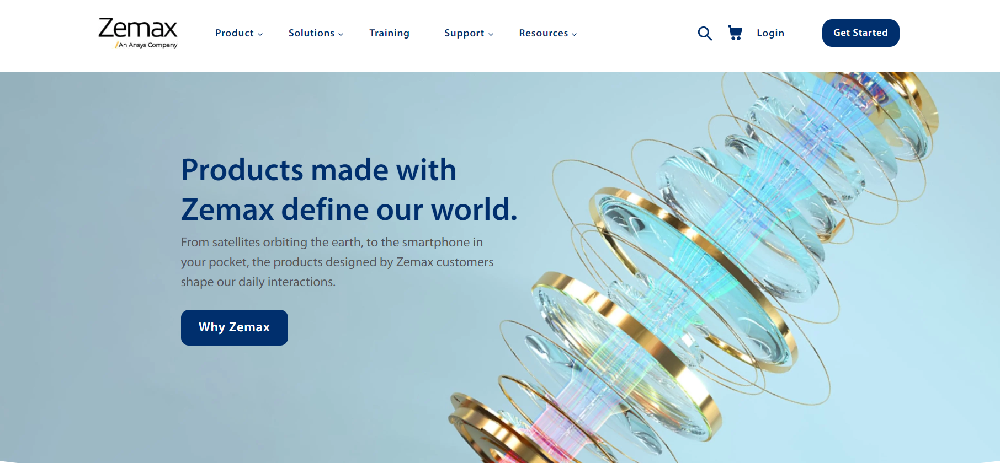 Zemax
An Ansys Company
Product
Solutions
Training
Support
Resources
Login
Get Started
Products made with
Zemax define our world.
From satellites orbiting the earth, to the smartphone in
your pocket, the products designed by Zemax customers
shape our daily interactions.
Why Zemax